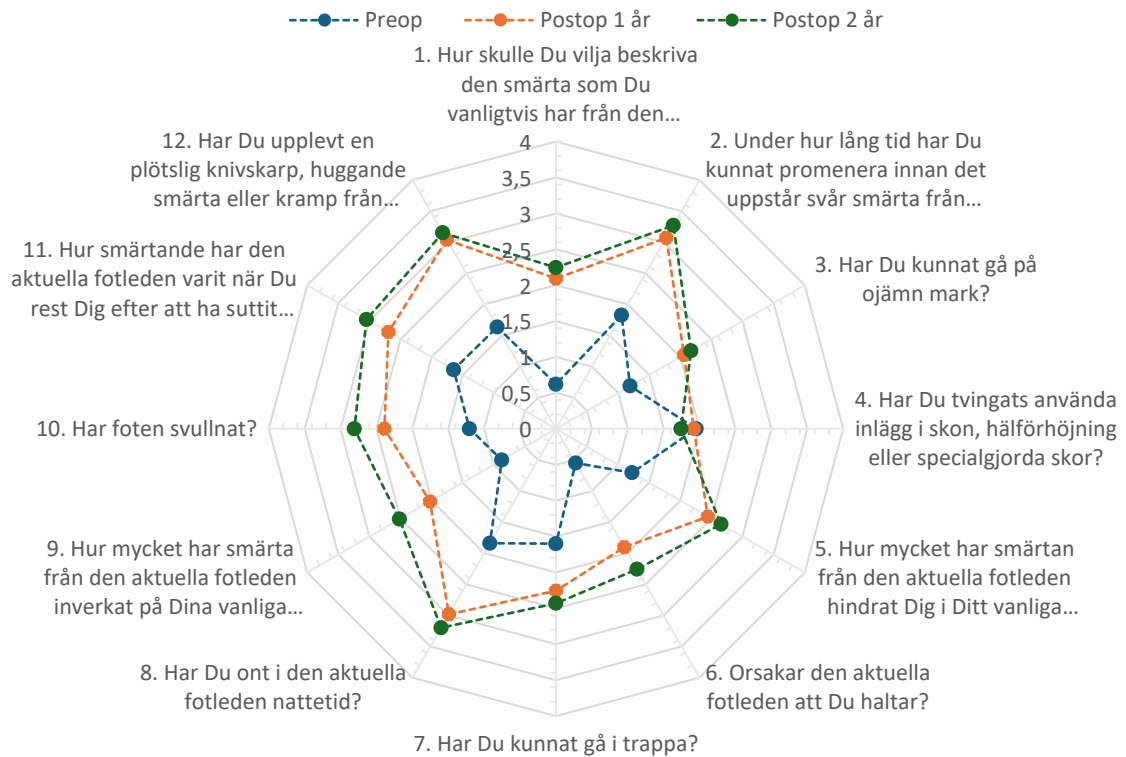 Preop Postop 1 år Postop 2 år
1. Hur skulle Du vilja beskriva
den smärta som Du
vanligtvis har från den…
2. Under hur lång tid har Du
kunnat promenera innan det
uppstår svår smärta från…
3. Har Du kunnat gå på
ojämn mark?
4. Har Du tvingats använda
inlägg i skon, hälförhöjning
eller specialgjorda skor?
5. Hur mycket har smärtan
från den aktuella fotleden
hindrat Dig i Ditt vanliga…
6. Orsakar den aktuella
fotleden att Du haltar?
7. Har Du kunnat gå i trappa?
8. Har Du ont i den aktuella
fotleden nattetid?
9. Hur mycket har smärta
från den aktuella fotleden
inverkat på Dina vanliga…
10. Har foten svullnat?
11. Hur smärtande har den
aktuella fotleden varit när Du
rest Dig efter att ha suttit…
12. Har Du upplevt en
plötslig knivskarp, huggande
smärta eller kramp från…
4
3,5
3
2,5
2
1,5
1
0,5
0